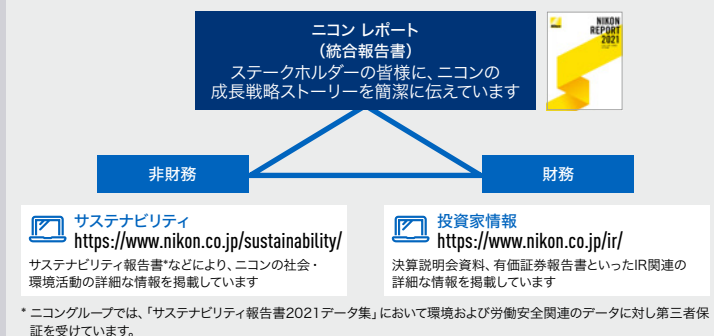 ニコン レポート
（統合報告書）
ステークホルダーの皆様に、ニコンの
成長戦略ストーリーを簡潔に伝えています
NIKON
REPORT
2021
非財務
財務
サステナビリティ
https://www.nikon.co.jp/sustainability/
サステナビリティ報告書*などにより、ニコンの社会・
環境活動の詳細な情報を掲載しています
投資家情報
https://www.nikon.co.jp/ir/
決算説明会資料、有価証券報告書といったIR関連の
詳細な情報を掲載しています
* ニコングループでは、「サステナビリティ報告書2021データ集」において環境および労働安全関連のデータに対し第三者保
証を受けています。